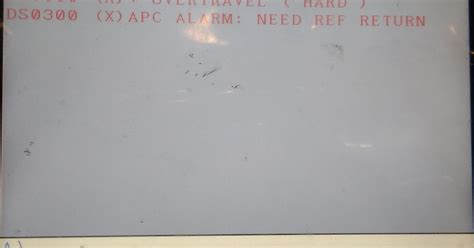 (X) + OVERTRAVEL ( HARD )
DS0300 (X)APC ALARM: NEED REF RETURN